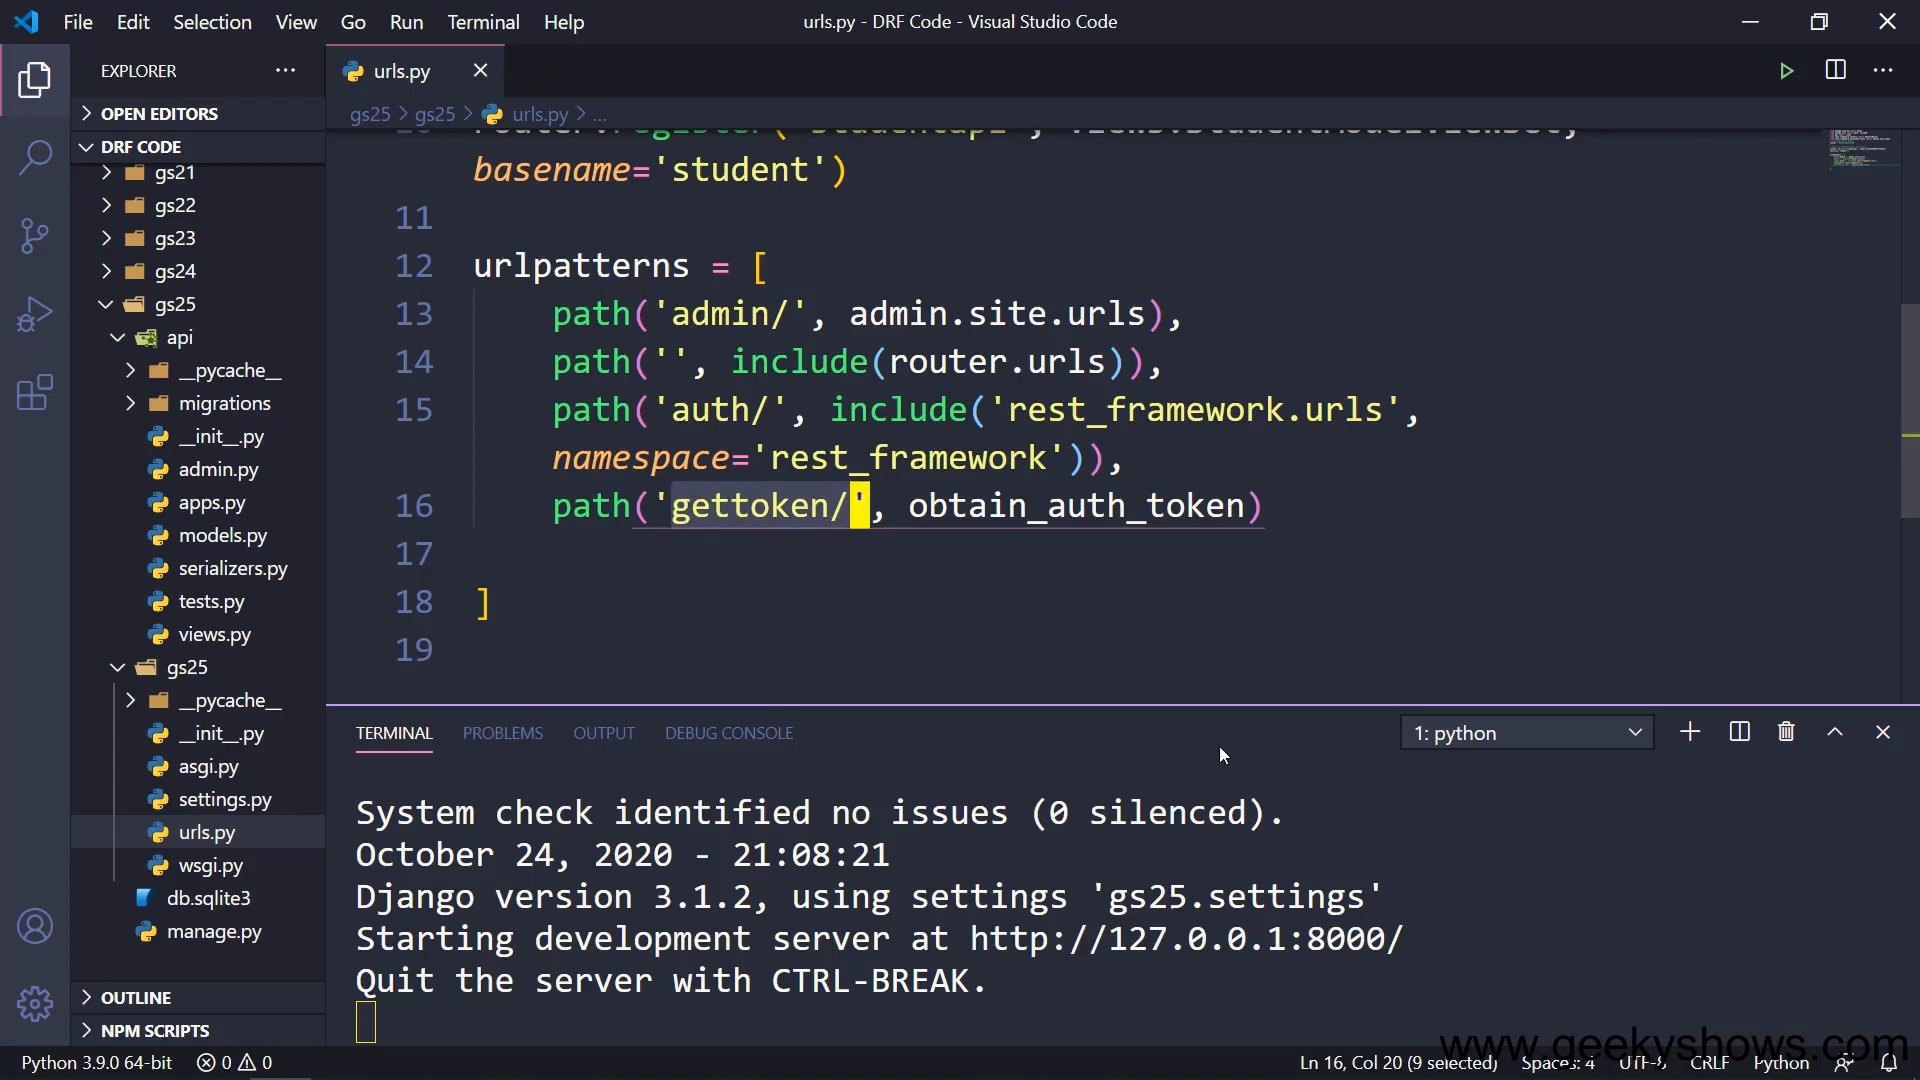 File Edit Selection View Go Run Terminal Help
urls.py - DRF Code - Visual Studio Code
EXPLORER
OPEN EDITORS
DRF CODE
gs21
gs22
gs23
gs24
gs25
api
__pycache__
migrations
__init__.py
admin.py
apps.py
models.py
serializers.py
tests.py
views.py
gs25
__pycache__
__init__.py
asgi.py
settings.py
urls.py
wsgi.py
db.sqlite3
manage.py
OUTLINE
NPM SCRIPTS
urls.py
gs25 > gs25 > urls.py > ...
basename='student')
11
12 urlpatterns = [
13 path('admin/', admin.site.urls),
14 path('', include(router.urls)),
15 path('auth/', include('rest_framework.urls',
namespace='rest_framework')),
16 path('gettoken/', obtain_auth_token)
17
18 ]
19
TERMINAL PROBLEMS OUTPUT DEBUG CONSOLE
1: python
System check identified no issues (0 silenced).
October 24, 2020 - 21:08:21
Django version 3.1.2, using settings 'gs25.settings'
Starting development server at http://127.0.0.1:8000/
Quit the server with CTRL-BREAK.
www.geekyshows.com
Python 3.9.0 64-bit 0 0
Ln 16, Col 20 (9 selected) Spaces: 4 UTF-8 CRLF Python